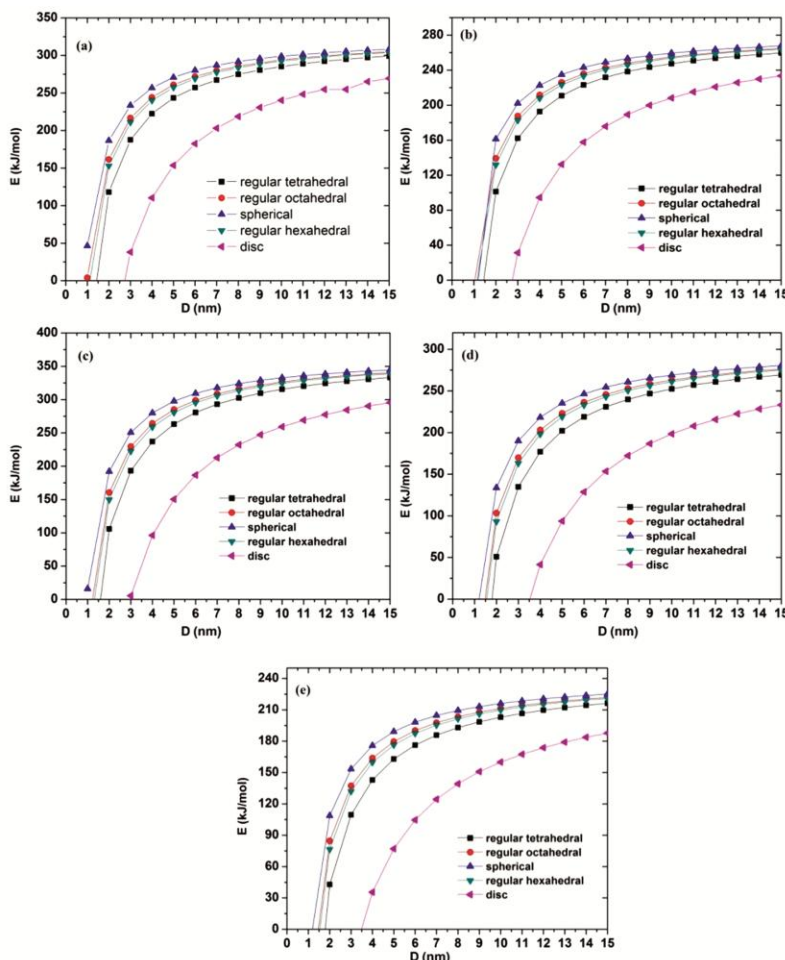 (a)
E (kJ/mol)
350
300
250
200
150
100
50
0
regular tetrahedral
regular octahedral
spherical
regular hexahedral
disc
0 1 2 3 4 5 6 7 8 9 10 11 12 13 14 15
D (nm)
(b)
E (kJ/mol)
280
240
200
160
120
80
40
0
regular tetrahedral
regular octahedral
spherical
regular hexahedral
disc
0 1 2 3 4 5 6 7 8 9 10 11 12 13 14 15
D (nm)
(c)
E (kJ/mol)
400
350
300
250
200
150
100
50
0
regular tetrahedral
regular octahedral
spherical
regular hexahedral
disc
0 1 2 3 4 5 6 7 8 9 10 11 12 13 14 15
D (nm)
(d)
E (kJ/mol)
300
250
200
150
100
50
0
regular tetrahedral
regular octahedral
spherical
regular hexahedral
disc
0 1 2 3 4 5 6 7 8 9 10 11 12 13 14 15
D (nm)
(e)
E (kJ/mol)
240
210
180
150
120
90
60
30
0
regular tetrahedral
regular octahedral
spherical
regular hexahedral
disc
0 1 2 3 4 5 6 7 8 9 10 11 12 13 14 15
D (nm)